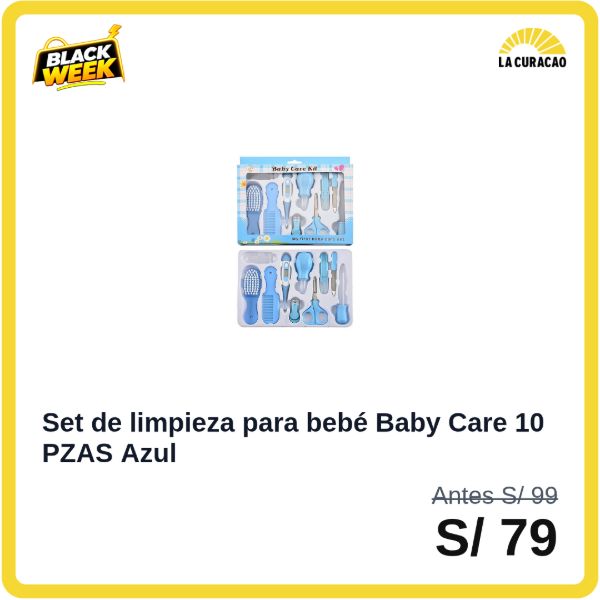 BLACK
WEEK
LA CURACAO
Baby Care Kit
Set de limpieza para bebé Baby Care 10
PZAS Azul
Antes S/ 99
S/ 79